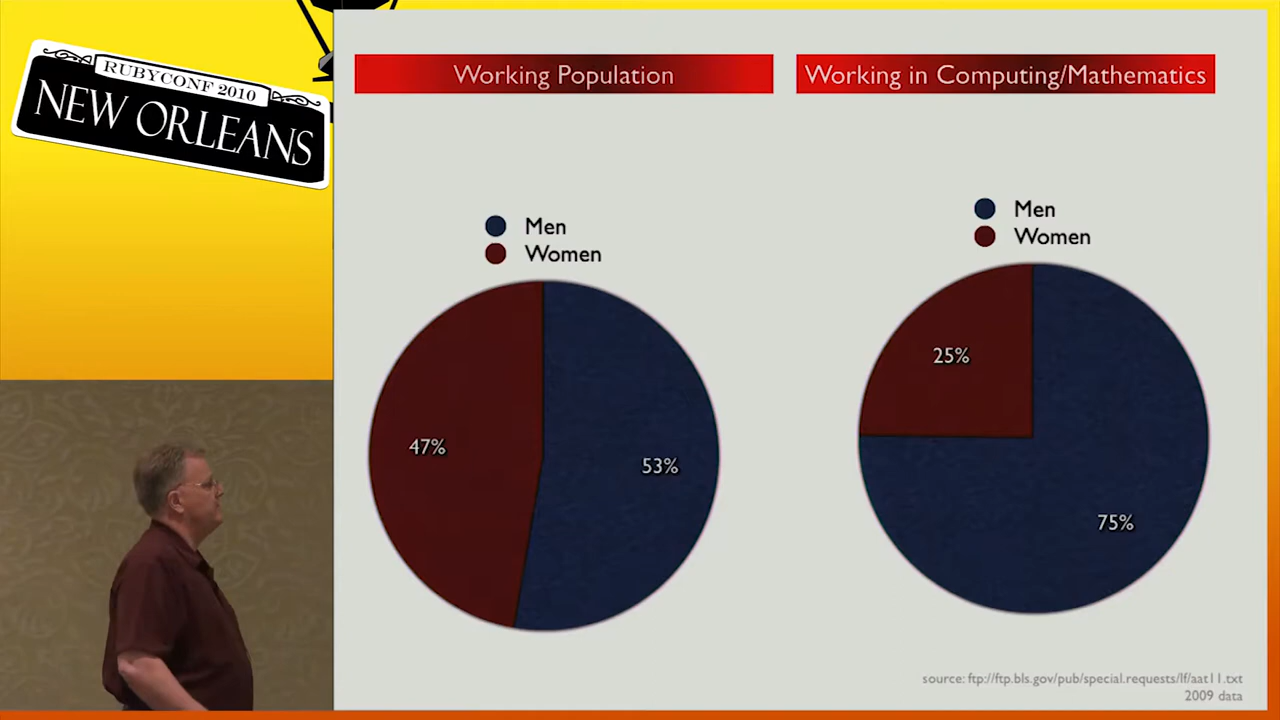 RUBYCONF 2010
NEW ORLEANS
Working Population
Working in Computing/Mathematics
Men
Women
47%
53%
Men
Women
25%
75%
source: ftp://ftp.bls.gov/pub/special.requests/lf/aat11.txt
2009 data